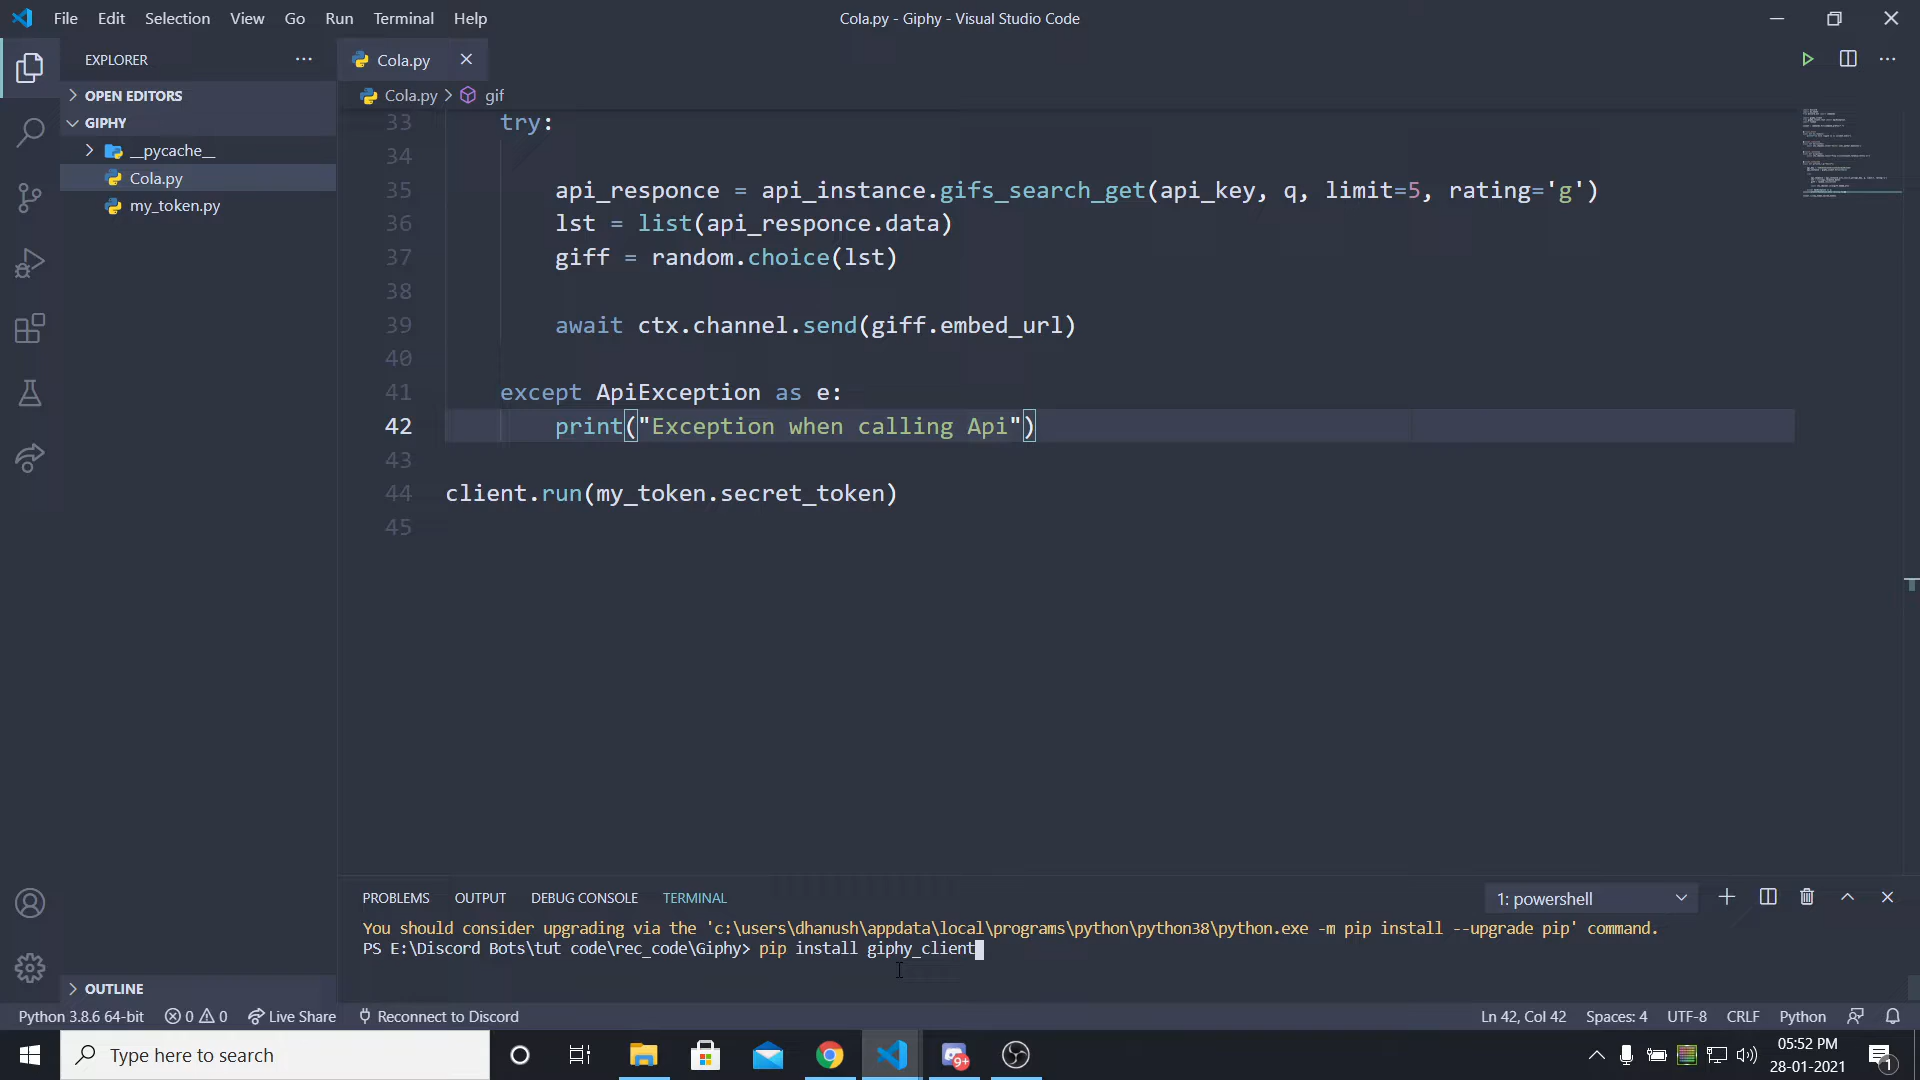 File Edit Selection View Go Run Terminal Help
Cola.py - Giphy - Visual Studio Code
EXPLORER
OPEN EDITORS
GIPHY
__pycache__
Cola.py
my_token.py
OUTLINE
Cola.py
Cola.py > gif
33 try:
34
35 api_responce = api_instance.gifs_search_get(api_key, q, limit=5, rating='g')
36 lst = list(api_responce.data)
37 giff = random.choice(lst)
38
39 await ctx.channel.send(giff.embed_url)
40
41 except ApiException as e:
42 print("Exception when calling Api")
43
44 client.run(my_token.secret_token)
45
PROBLEMS OUTPUT DEBUG CONSOLE TERMINAL
1: powershell
You should consider upgrading via the 'c:\users\dhanush\appdata\local\programs\python\python38\python.exe -m pip install --upgrade pip' command.
PS E:\Discord Bots\tut code\rec_code\Giphy> pip install giphy_client
Python 3.8.6 64-bit 0 0 Live Share Reconnect to Discord
Ln 42, Col 42 Spaces: 4 UTF-8 CRLF Python
Type here to search
9+
05:52 PM
28-01-2021
1